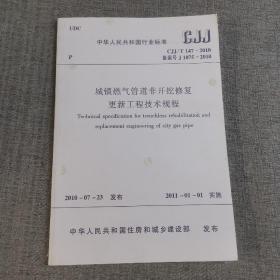 UDC
中华人民共和国行业标准
CJJ
CJJ/T 147-2010
备案号 J 1075-2010
P
城镇燃气管道非开挖修复
更新工程技术规程
Technical specification for trenchless rehabilitation and
replacement engineering of city gas pipe
2010-07-23 发布
2011-01-01 实施
中华人民共和国住房和城乡建设部 发布